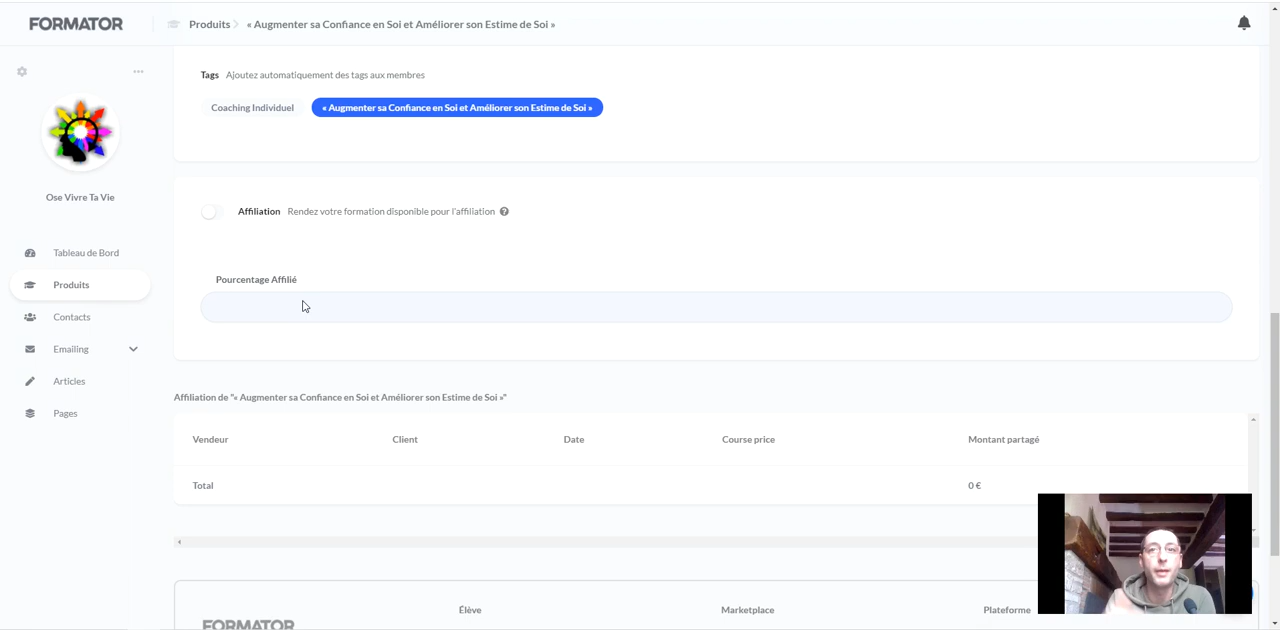 FORMATOR
Produits
« Augmenter sa Confiance en Soi et Améliorer son Estime de Soi »
Tags Ajoutez automatiquement des tags aux membres
Coaching Individuel
« Augmenter sa Confiance en Soi et Améliorer son Estime de Soi »
Ose Vivre Ta Vie
Tableau de Bord
Produits
Contacts
Emailing
Articles
Pages
Affiliation Rendez votre formation disponible pour l'affiliation
Pourcentage Affilié
Affiliation de "« Augmenter sa Confiance en Soi et Améliorer son Estime de Soi »"
Vendeur Client Date Course price Montant partagé
Total 0 €
Élève Marketplace Plateforme
FORMATOR